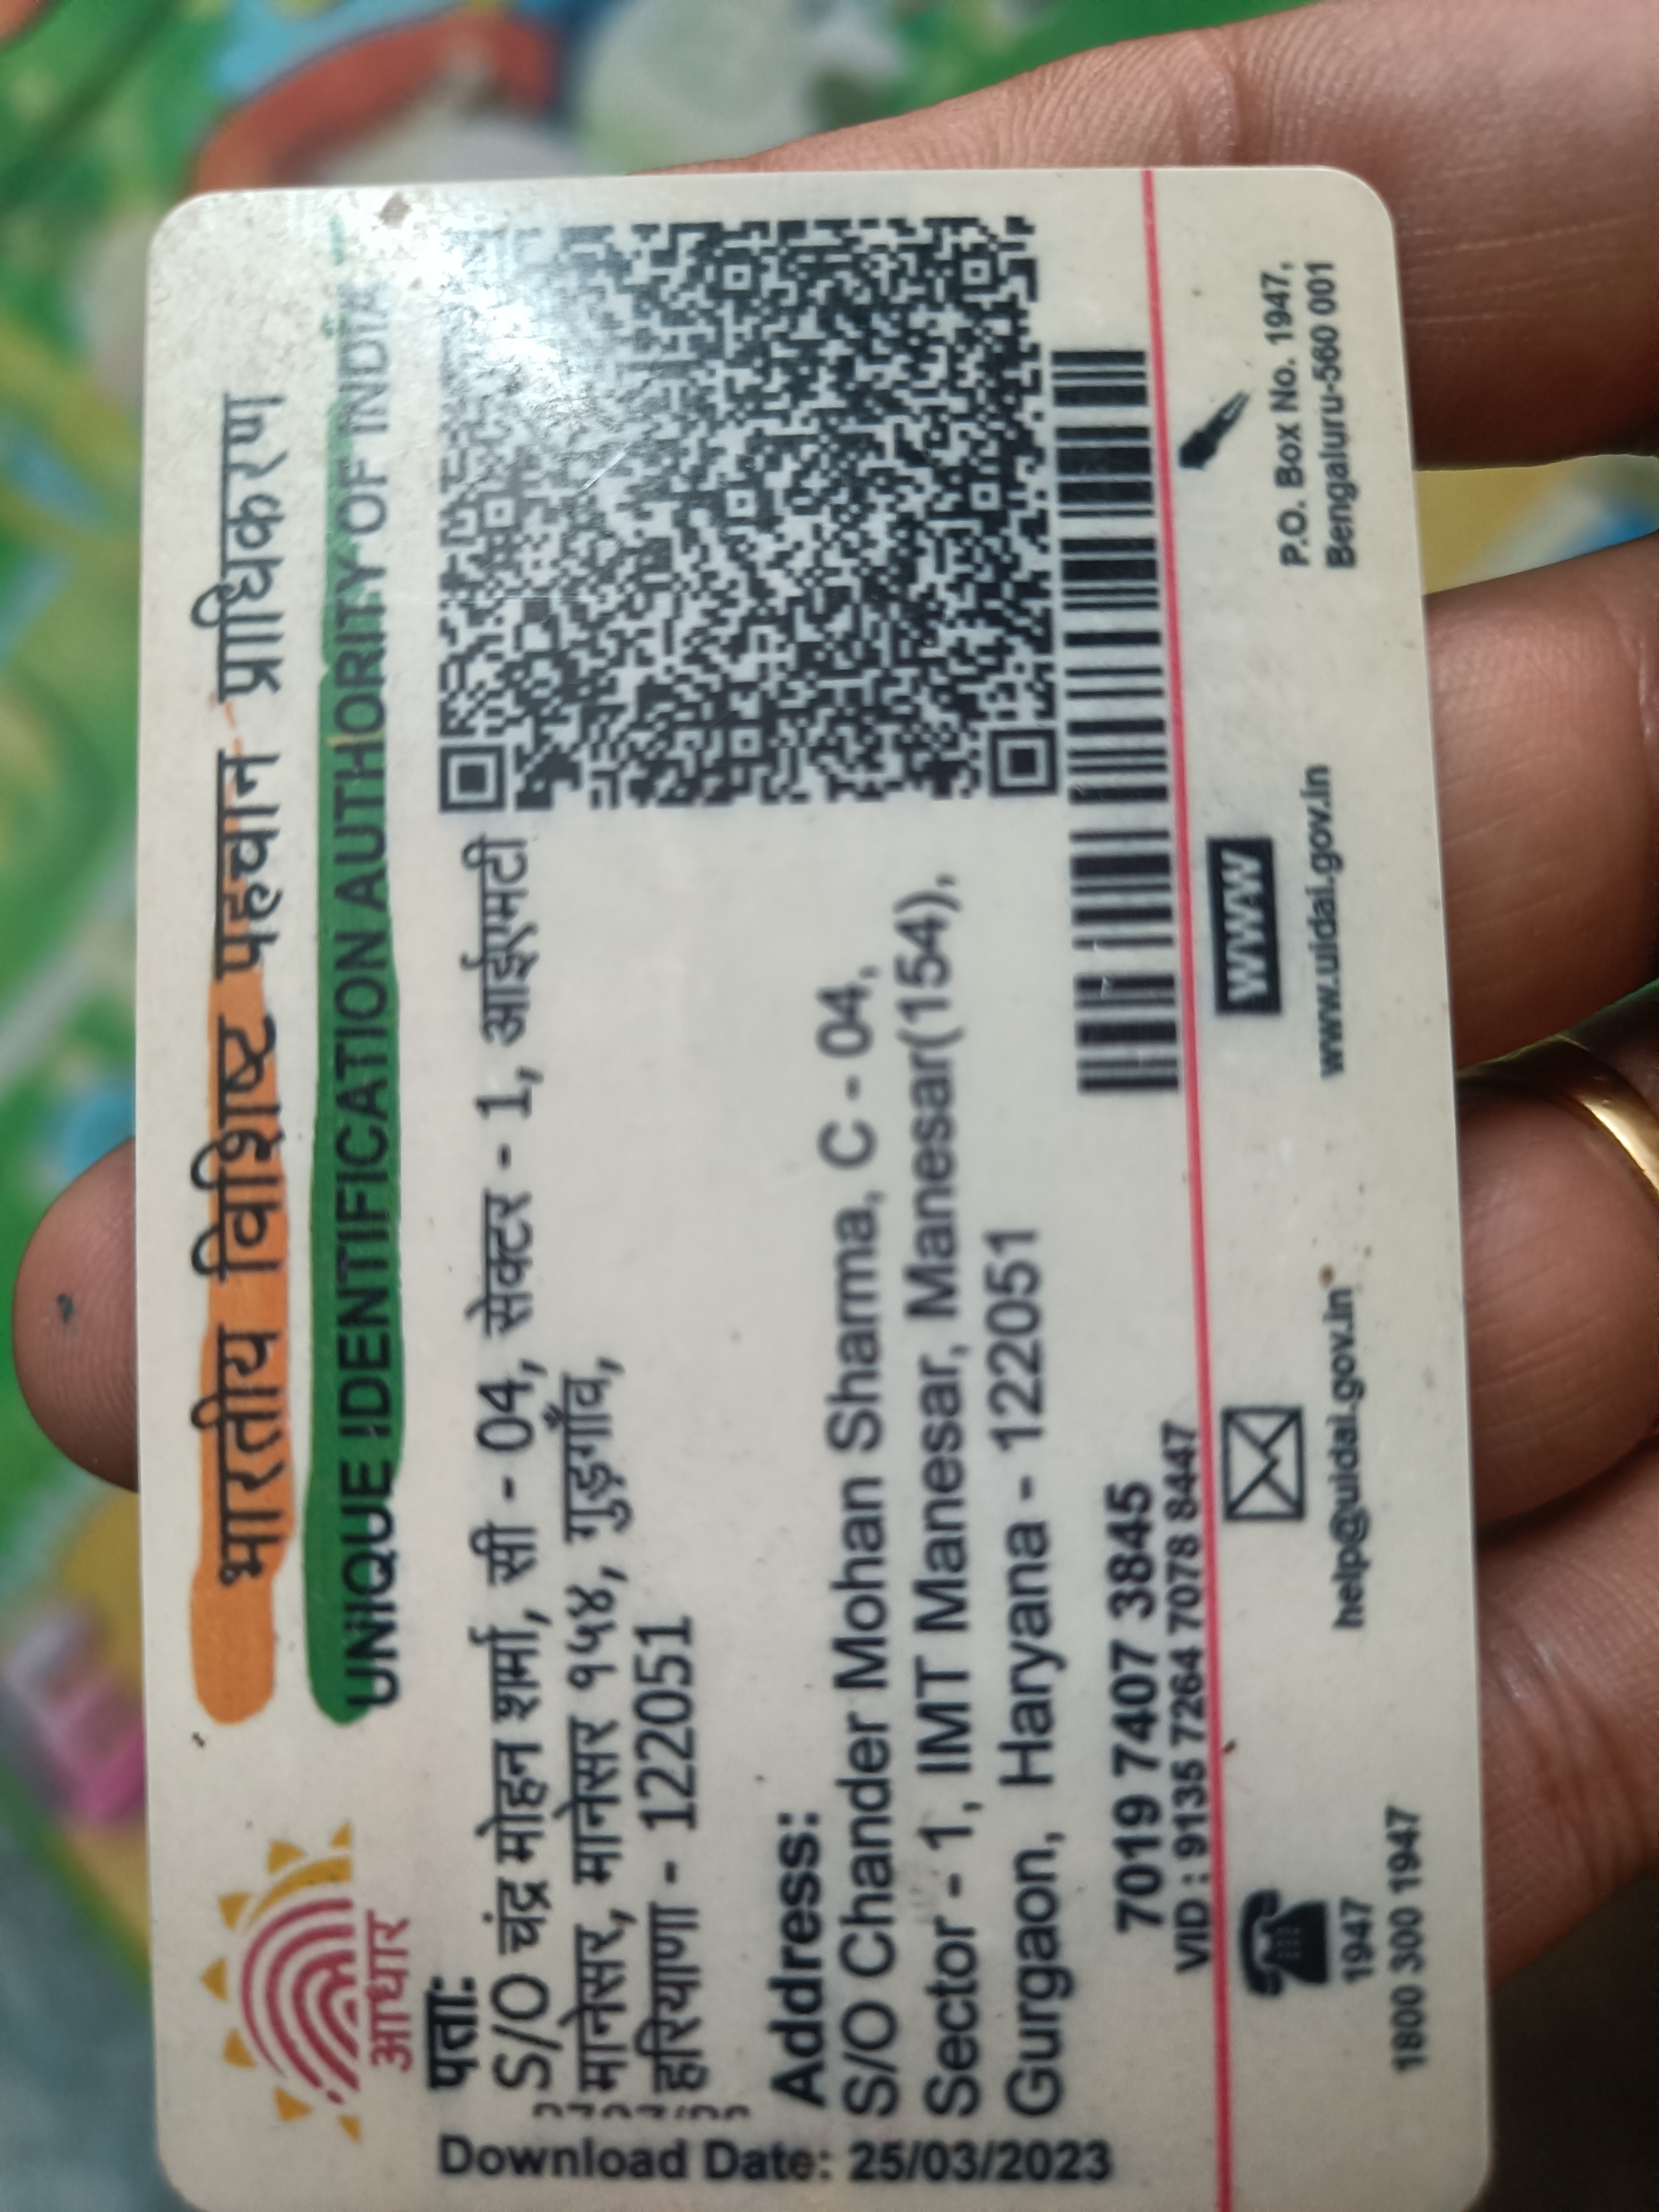 भारतीय विशिष्ट पहचान प्राधिकरण
UNIQUE IDENTIFICATION AUTHORITY OF INDIA
आधार
पता:
S/O चंद्र मोहन शर्मा, सी - 04, सेक्टर - 1, आईएमटी
मानेसर, मानेसर १५४, गुड़गाँव,
हरियाणा - 122051
Address:
S/O Chander Mohan Sharma, C - 04,
Sector - 1, IMT Manesar, Manesar(154),
Gurgaon, Haryana - 122051
Download Date: 25/03/2023
7019 7407 3845
VID : 9135 7264 7078 8447
1947
1800 300 1947
help@uidai.gov.in
WWW
www.uidai.gov.in
P.O. Box No. 1947,
Bengaluru-560 001